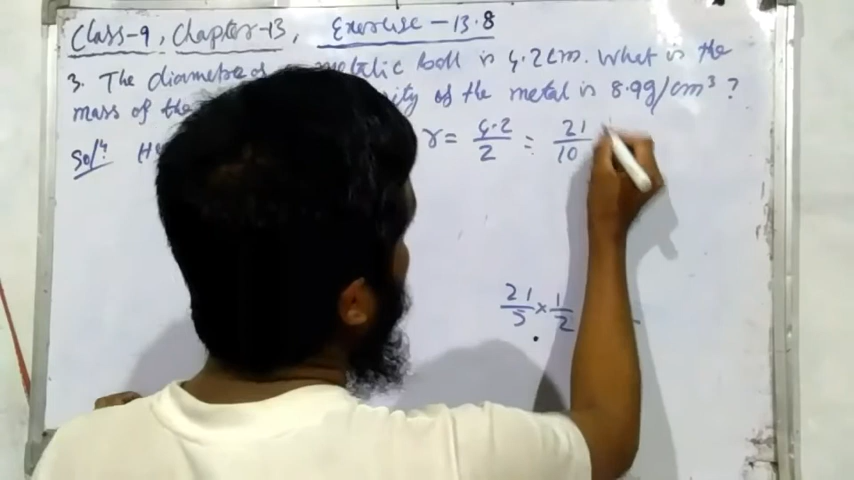 Class-9, Chapter-13, Exercise-13.8
3. The diameter of metallic ball is 4.2cm. What is the
mass of the of the metal is 8.9g/cm³ ?
Solⁿ: r = 4.2/2 = 21/10
21/5 × 1/2